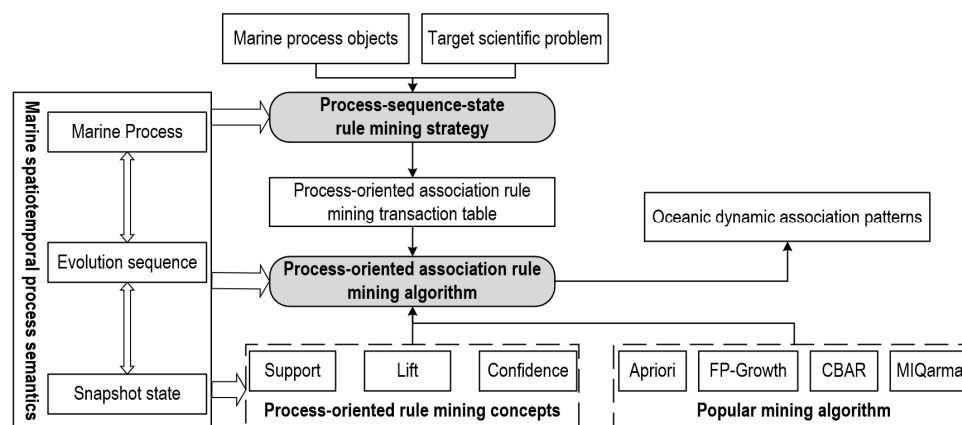 Marine process objects
Target scientific problem
Marine spatiotemporal process semantics
Marine Process
Evolution sequence
Snapshot state
Process-sequence-state
rule mining strategy
Process-oriented association rule
mining transaction table
Process-oriented association rule
mining algorithm
Oceanic dynamic association patterns
Support
Lift
Confidence
Process-oriented rule mining concepts
Apriori
FP-Growth
CBAR
MIQarma
Popular mining algorithm